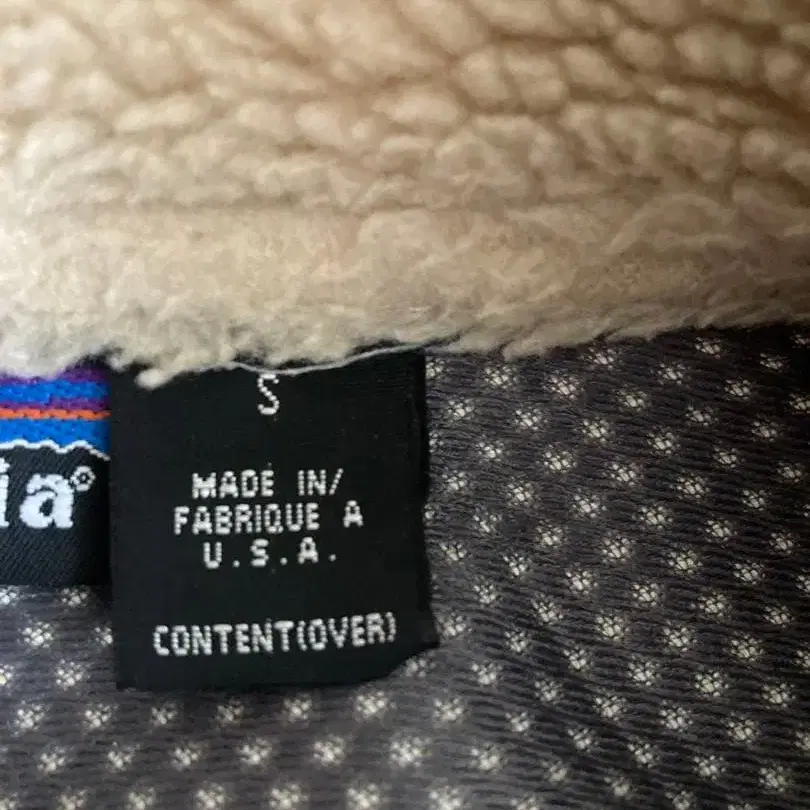 ia®
S
MADE IN/
FABRIQUE A
U.S.A.
CONTENT(OVER)